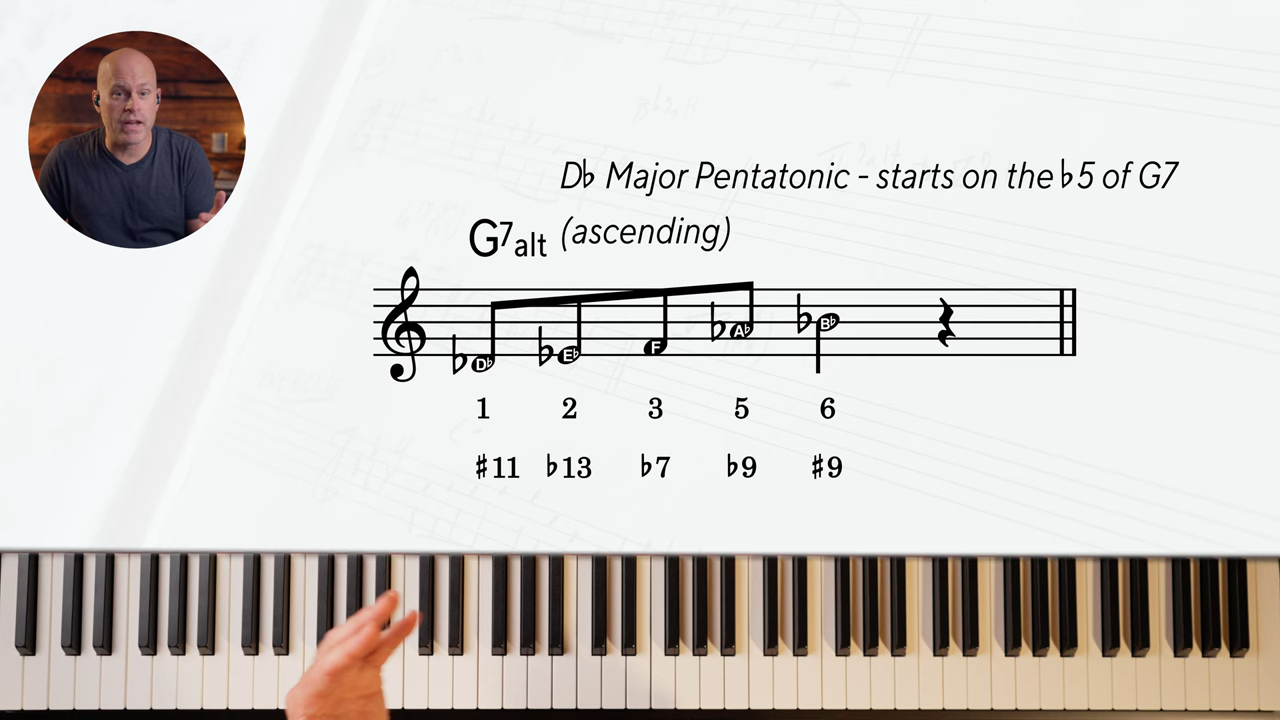 D♭ Major Pentatonic - starts on the ♭5 of G7
G7alt (ascending)
D♭ E♭ F A♭ B♭
1 2 3 5 6
♯11 ♭13 ♭7 ♭9 ♯9